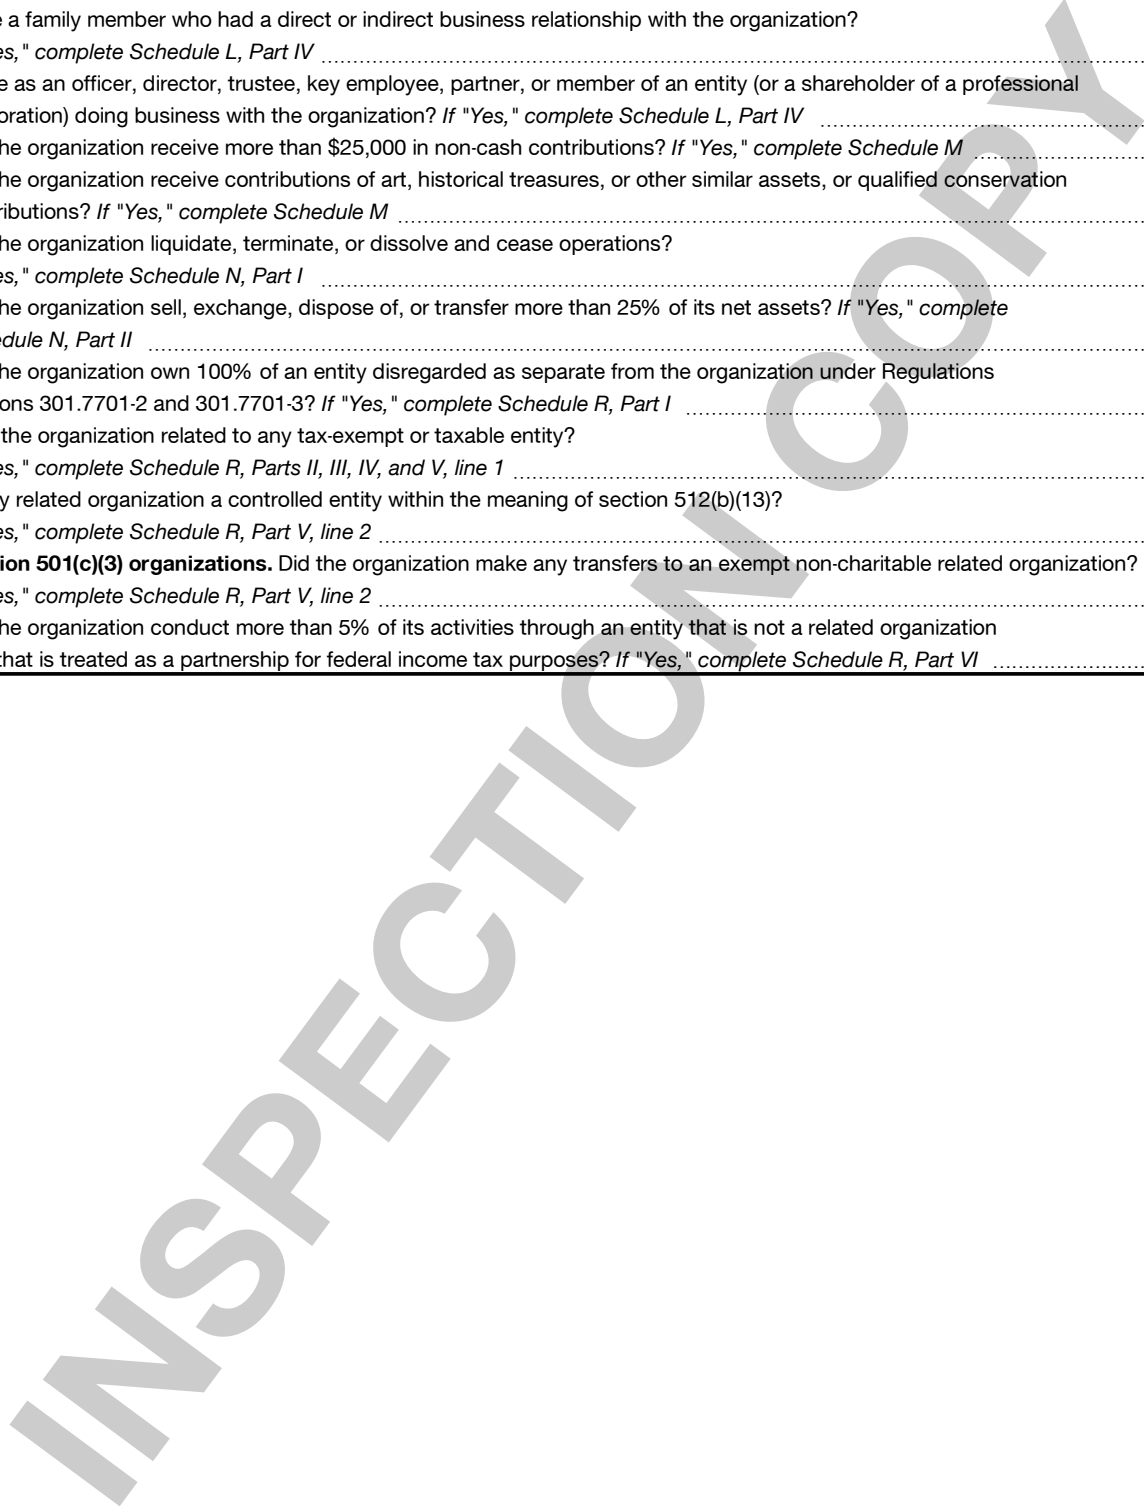 a family member who had a direct or indirect business relationship with the organization?
es," complete Schedule L, Part IV
e as an officer, director, trustee, key employee, partner, or member of an entity (or a shareholder of a professional
oration) doing business with the organization? If "Yes," complete Schedule L, Part IV
he organization receive more than $25,000 in non-cash contributions? If "Yes," complete Schedule M
he organization receive contributions of art, historical treasures, or other similar assets, or qualified conservation
ributions? If "Yes," complete Schedule M
he organization liquidate, terminate, or dissolve and cease operations?
es," complete Schedule N, Part I
he organization sell, exchange, dispose of, or transfer more than 25% of its net assets? If "Yes," complete
edule N, Part II
he organization own 100% of an entity disregarded as separate from the organization under Regulations
ons 301.7701-2 and 301.7701-3? If "Yes," complete Schedule R, Part I
the organization related to any tax-exempt or taxable entity?
es," complete Schedule R, Parts II, III, IV, and V, line 1
y related organization a controlled entity within the meaning of section 512(b)(13)?
es," complete Schedule R, Part V, line 2
ion 501(c)(3) organizations. Did the organization make any transfers to an exempt non-charitable related organization?
es," complete Schedule R, Part V, line 2
he organization conduct more than 5% of its activities through an entity that is not a related organization
that is treated as a partnership for federal income tax purposes? If "Yes," complete Schedule R, Part VI
INSPECTION COPY